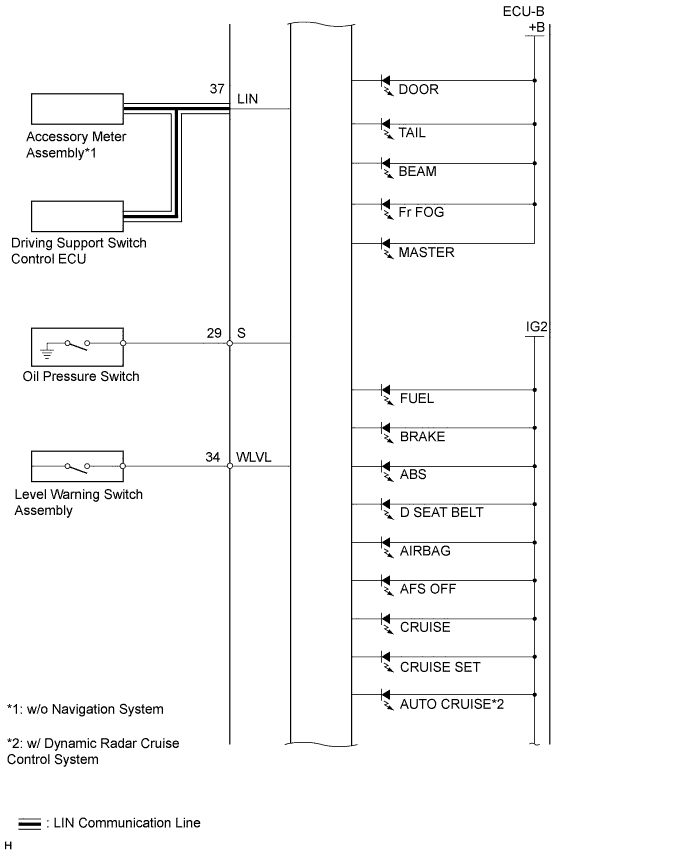 ECU-B
+B
DOOR
TAIL
BEAM
Fr FOG
MASTER
37
LIN
Accessory Meter
Assembly*1
Driving Support Switch
Control ECU
29
S
Oil Pressure Switch
34
WLVL
Level Warning Switch
Assembly
IG2
FUEL
BRAKE
ABS
D SEAT BELT
AIRBAG
AFS OFF
CRUISE
CRUISE SET
AUTO CRUISE*2
*1: w/o Navigation System
*2: w/ Dynamic Radar Cruise
Control System
: LIN Communication Line
H